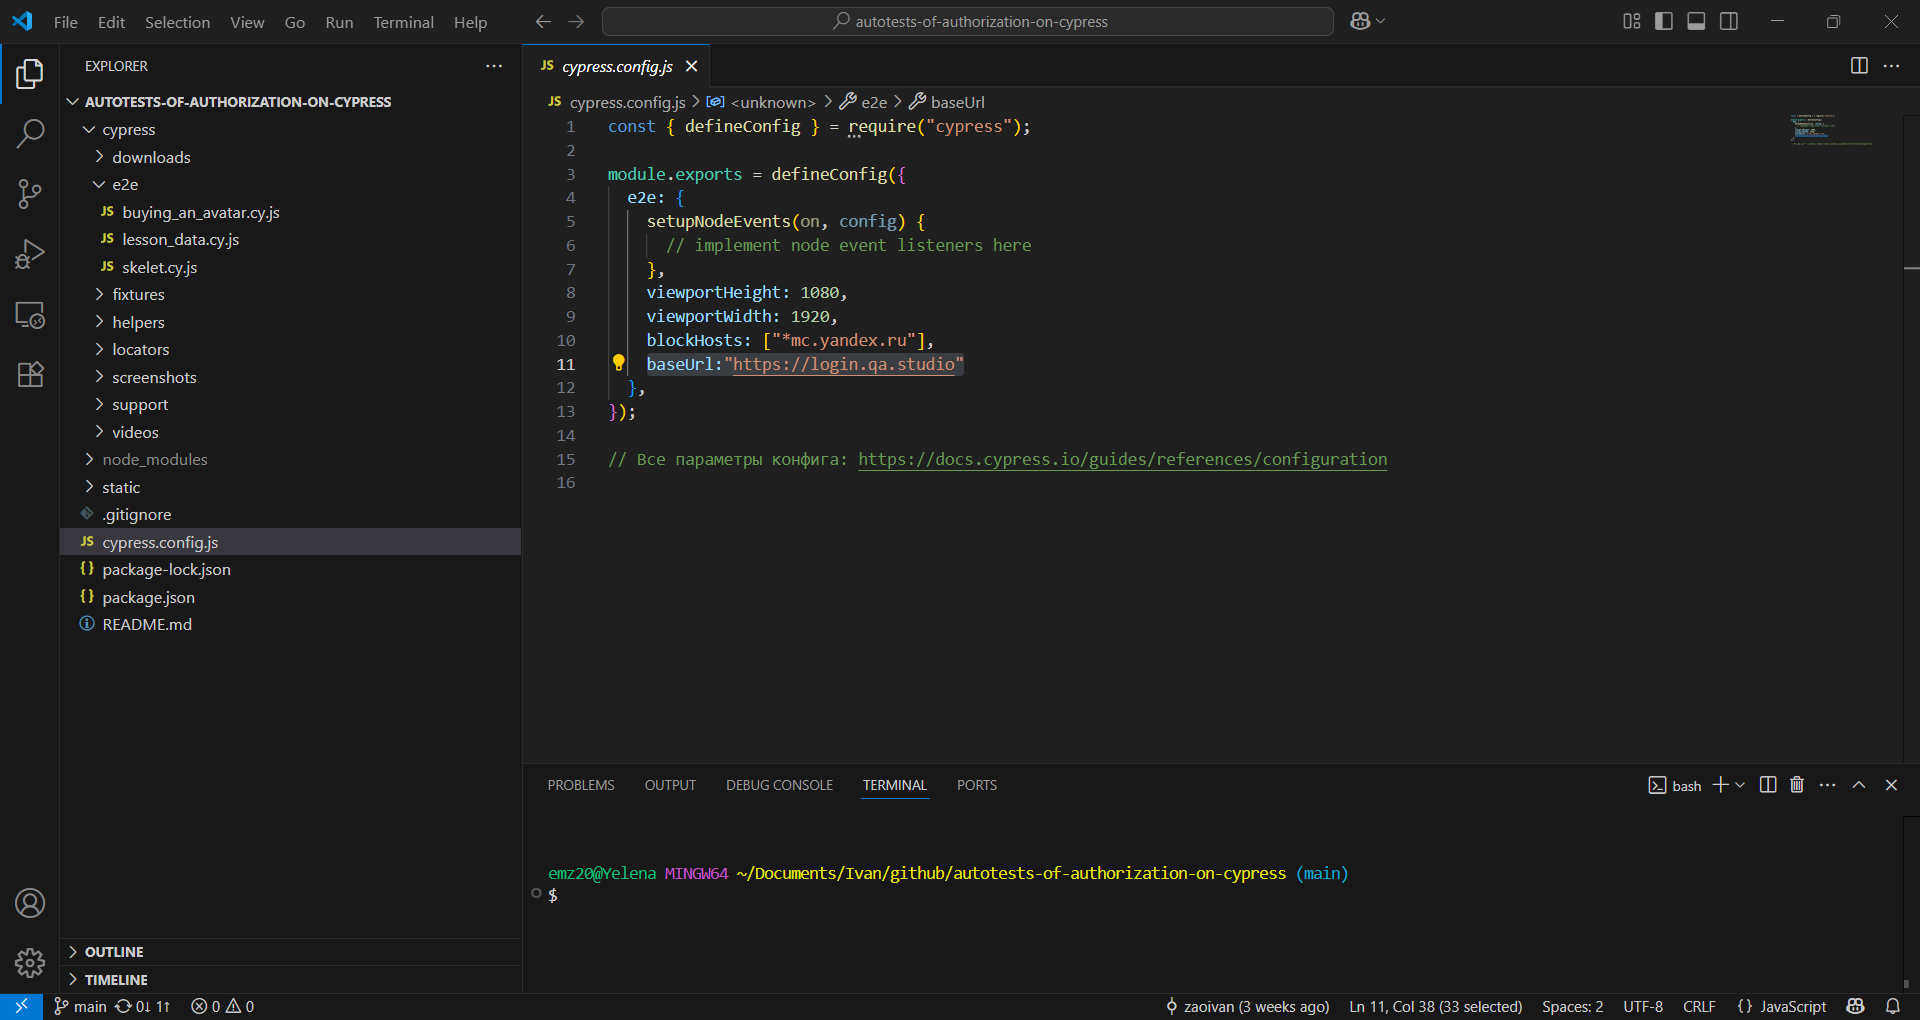 File Edit Selection View Go Run Terminal Help
autotests-of-authorization-on-cypress
EXPLORER
AUTOTESTS-OF-AUTHORIZATION-ON-CYPRESS
cypress
downloads
e2e
JS buying_an_avatar.cy.js
JS lesson_data.cy.js
JS skelet.cy.js
fixtures
helpers
locators
screenshots
support
videos
node_modules
static
.gitignore
JS cypress.config.js
{} package-lock.json
{} package.json
README.md
OUTLINE
TIMELINE
JS cypress.config.js
JS cypress.config.js > <unknown> > e2e > baseUrl
1 const { defineConfig } = require("cypress");
2
3 module.exports = defineConfig({
4 e2e: {
5 setupNodeEvents(on, config) {
6 // implement node event listeners here
7 },
8 viewportHeight: 1080,
9 viewportWidth: 1920,
10 blockHosts: ["*mc.yandex.ru"],
11 baseUrl:"https://login.qa.studio"
12 },
13 });
14
15 // Все параметры конфига: https://docs.cypress.io/guides/references/configuration
16
PROBLEMS OUTPUT DEBUG CONSOLE TERMINAL PORTS
bash
emz20@Yelena MINGW64 ~/Documents/Ivan/github/autotests-of-authorization-on-cypress (main)
$
main 0↓ 1↑ 0 0
zaoivan (3 weeks ago) Ln 11, Col 38 (33 selected) Spaces: 2 UTF-8 CRLF {} JavaScript